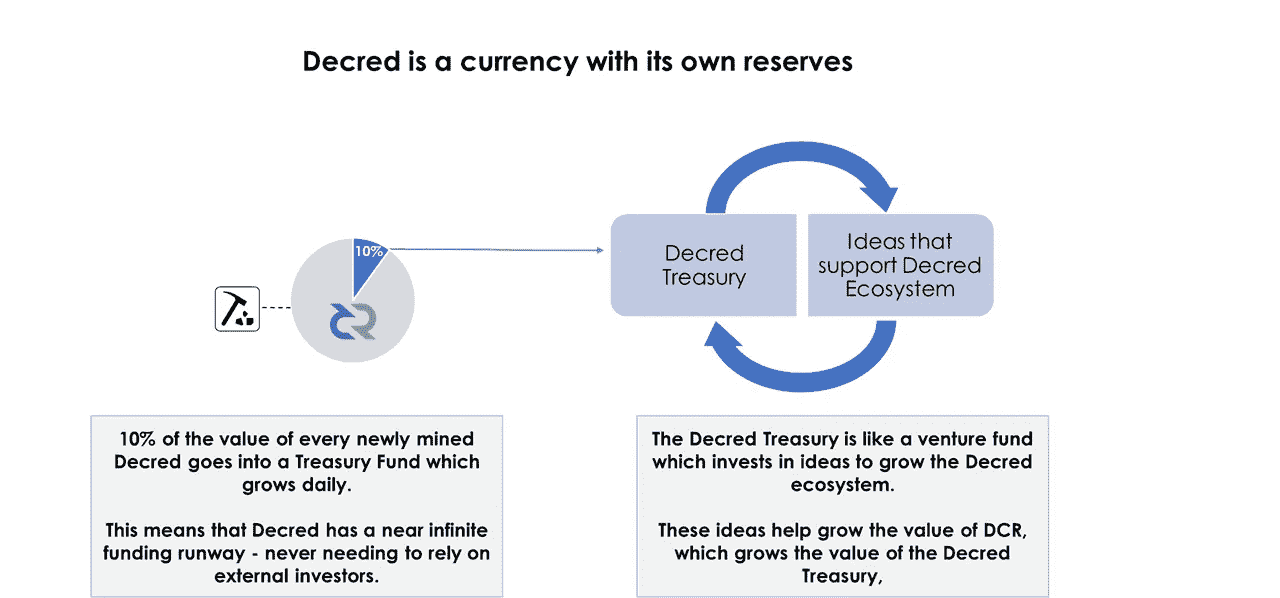 Decred is a currency with its own reserves
10%
Decred
Treasury
Ideas that
support Decred
Ecosystem
10% of the value of every newly mined
Decred goes into a Treasury Fund which
grows daily.
This means that Decred has a near infinite
funding runway - never needing to rely on
external investors.
The Decred Treasury is like a venture fund
which invests in ideas to grow the Decred
ecosystem.
These ideas help grow the value of DCR,
which grows the value of the Decred
Treasury,